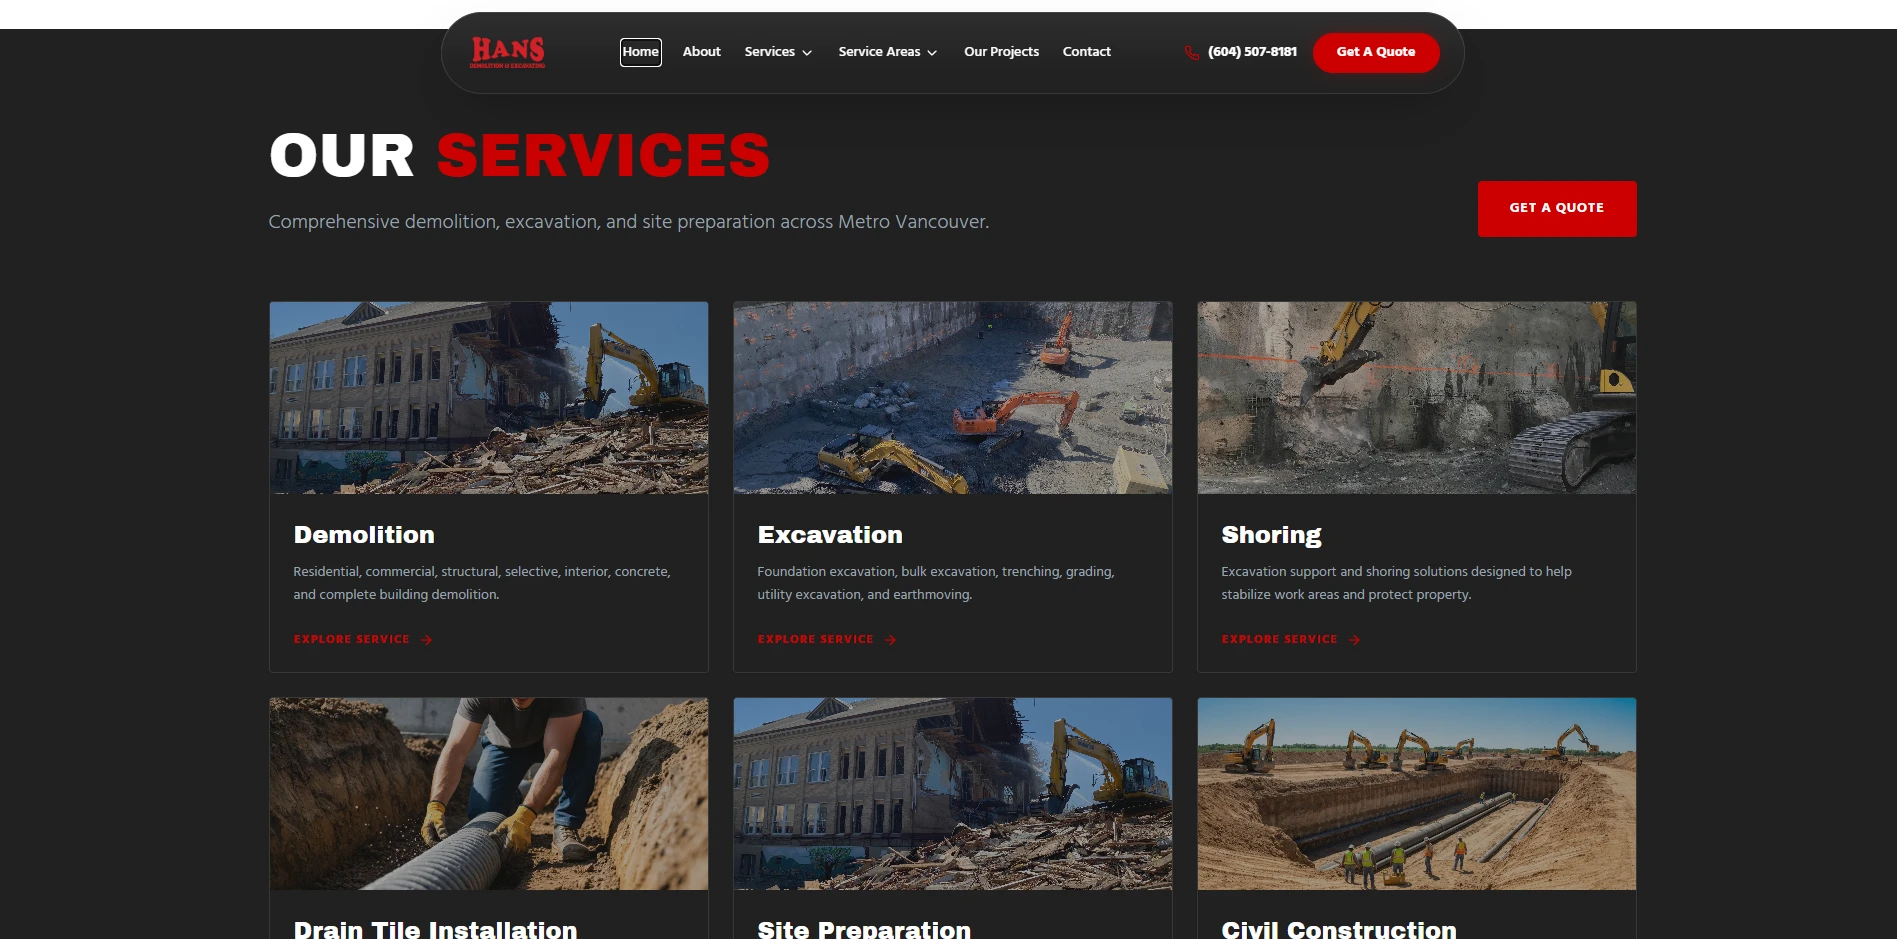 HANS
DEMOLITION & EXCAVATING
Home About Services Service Areas Our Projects Contact (604) 507-8181 Get A Quote
OUR SERVICES
Comprehensive demolition, excavation, and site preparation across Metro Vancouver.
GET A QUOTE
Demolition
Residential, commercial, structural, selective, interior, concrete,
and complete building demolition.
EXPLORE SERVICE
Excavation
Foundation excavation, bulk excavation, trenching, grading,
utility excavation, and earthmoving.
EXPLORE SERVICE
Shoring
Excavation support and shoring solutions designed to help
stabilize work areas and protect property.
EXPLORE SERVICE
Drain Tile Installation
Site Preparation
Civil Construction